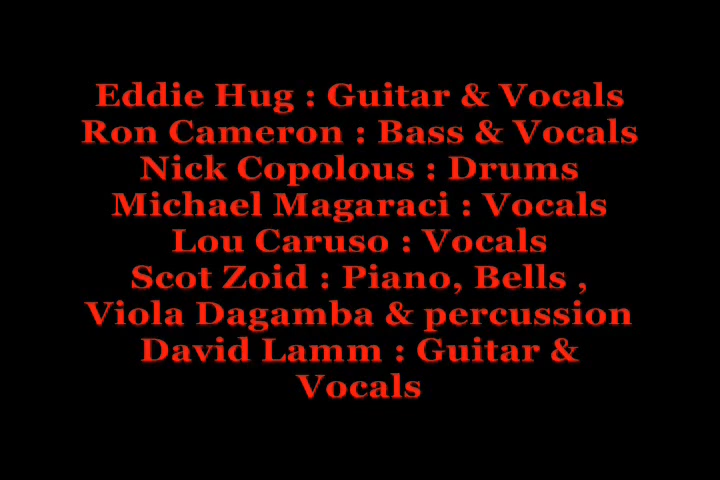 Eddie Hug : Guitar & Vocals
Ron Cameron : Bass & Vocals
Nick Copolous : Drums
Michael Magaraci : Vocals
Lou Caruso : Vocals
Scot Zoid : Piano, Bells ,
Viola Dagamba & percussion
David Lamm : Guitar &
Vocals